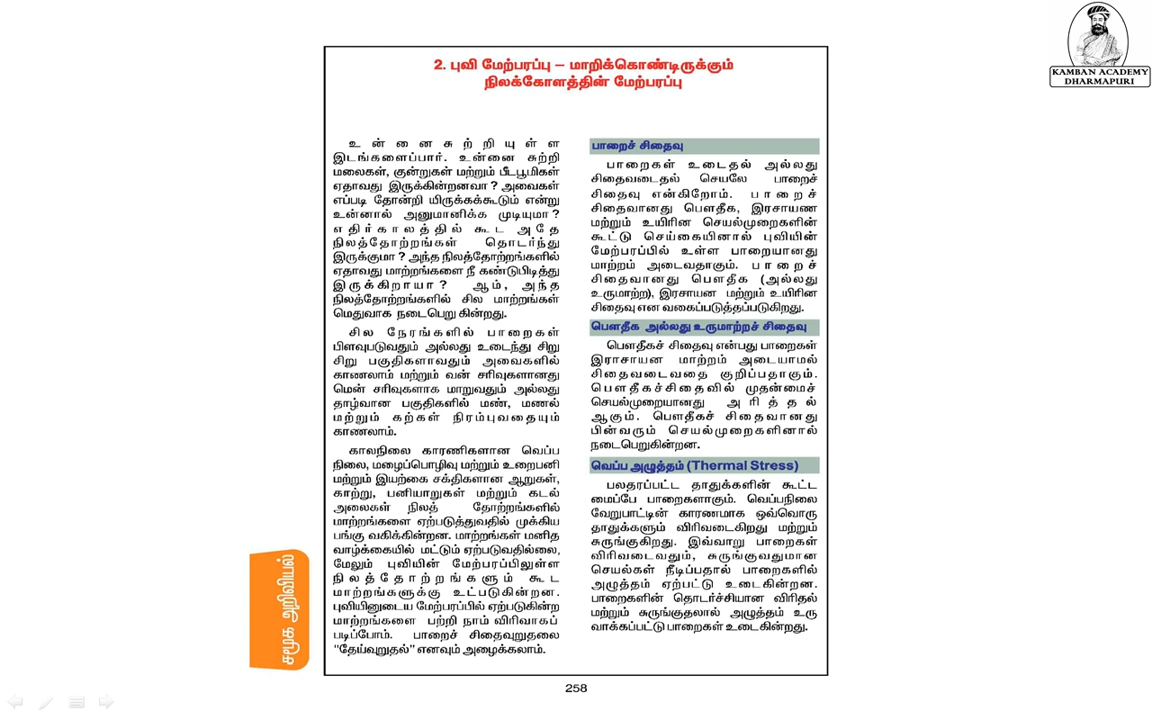 KAMBAN ACADEMY
DHARMAPURI
2. புவி மேற்பரப்பு – மாறிக்கொண்டிருக்கும்
நிலக்கோளத்தின் மேற்பரப்பு
உன்னைசுற்றியுள்ள
இடங்களைப்பார். உன்னை சுற்றி
மலைகள், குன்றுகள் மற்றும் பீடபூமிகள்
ஏதாவது இருக்கின்றனவா ? அவைகள்
எப்படி தோன்றி யிருக்கக்கூடும் என்று
உன்னால் அனுமானிக்க முடியுமா ?
எதிர்காலத்தில் கூட அதே
நிலத்தோற்றங்கள் தொடர்ந்து
இருக்குமா ? அந்த நிலத்தோற்றங்களில்
ஏதாவது மாற்றங்களை நீ கண்டுபிடித்து
இருக்கிறாயா ? ஆம், அந்த
நிலத்தோற்றங்களில் சில மாற்றங்கள்
மெதுவாக நடைபெறு கின்றது.
சில நேரங்களில் பாறைகள்
பிளவுபடுவதும் அல்லது உடைந்து சிறு
சிறு பகுதிகளாவதும் அவைகளில்
காணலாம் மற்றும் வன் சரிவுகளானது
மென் சரிவுகளாக மாறுவதும் அல்லது
தாழ்வான பகுதிகளில் மண், மணல்
மற்றும் கற்கள் நிரம்புவதையும்
காணலாம்.
காலநிலை காரணிகளான வெப்ப
நிலை, மழைப்பொழிவு மற்றும் உறைபனி
மற்றும் இயற்கை சக்திகளான ஆறுகள்,
காற்று, பனியாறுகள் மற்றும் கடல்
அலைகள் நிலத் தோற்றங்களில்
மாற்றங்களை ஏற்படுத்துவதில் முக்கிய
பங்கு வகிக்கின்றன. மாற்றங்கள் மனித
வாழ்க்கையில் மட்டும் ஏற்படுவதில்லை,
மேலும் புவியின் மேற்பரப்பிலுள்ள
நிலத்தோற்றங்களும் கூட
மாற்றங்களுக்கு உட்படுகின்றன.
புவியினுடைய மேற்பரப்பில் ஏற்படுகின்ற
மாற்றங்களை பற்றி நாம் விரிவாகப்
படிப்போம். பாறைச் சிதைவுறுதலை
"தேய்வுறுதல்" எனவும் அழைக்கலாம்.
பாறைச் சிதைவு
பாறைகள் உடைதல் அல்லது
சிதைவடைதல் செயலே பாறைச்
சிதைவு என்கிறோம். பாறைச்
சிதைவானது பௌதீக, இரசாயண
மற்றும் உயிரின செயல்முறைகளின்
கூட்டு செய்கையினால் புவியின்
மேற்பரப்பில் உள்ள பாறையானது
மாற்றம் அடைவதாகும். பாறைச்
சிதைவானது பௌதீக (அல்லது
உருமாற்ற), இரசாயன மற்றும் உயிரின
சிதைவு என வகைப்படுத்தப்படுகிறது.
பௌதீக அல்லது உருமாற்றச் சிதைவு
பௌதீகச் சிதைவு என்பது பாறைகள்
இராசாயன மாற்றம் அடையாமல்
சிதைவடைவதை குறிப்பதாகும்.
பௌதீகச்சிதைவில் முதன்மைச்
செயல்முறையானது அரித்தல்
ஆகும். பௌதீகச் சிதைவானது
பின்வரும் செயல்முறைகளினால்
நடைபெறுகின்றன.
வெப்ப அழுத்தம் (Thermal Stress)
பலதரப்பட்ட தாதுக்களின் கூட்ட
மைப்பே பாறைகளாகும். வெப்பநிலை
வேறுபாட்டின் காரணமாக ஒவ்வொரு
தாதுக்களும் விரிவடைகிறது மற்றும்
சுருங்குகிறது. இவ்வாறு பாறைகள்
விரிவடைவதும், சுருங்குவதுமான
செயல்கள் நீடிப்பதால் பாறைகளில்
அழுத்தம் ஏற்பட்டு உடைகின்றன.
பாறைகளின் தொடர்ச்சியான விரிதல்
மற்றும் சுருங்குதலால் அழுத்தம் உரு
வாக்கப்பட்டு பாறைகள் உடைகின்றது.
சமூக அறிவியல்
258